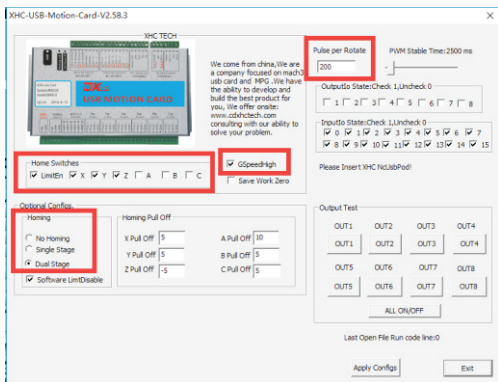 XHC-USB-Motion-Card-V2.58.3
XHC TECH
USB MOTION CARD
We come from china,We are
a company focused on mach3
usb card and MPG .We have
the ability to develop and
build the best product for
you, We offer onsite:
www.cdxhctech.com
consulting with our ability to
solve your problem.
Pulse per Rotate
200
PWM Stable Time:2500 ms
OutputIo State:Check 1,Uncheck 0
1 2 3 4 5 6 7 8
InputIo State:Check 1,Uncheck 0
0 1 2 3 4 5 6 7
8 9 10 11 12 13 14 15
Please Insert XHC NcUsbPod!
Home Switches
LimitEn X Y Z A B C
GSpeedHigh
Save Work Zero
Optional Configs.
Homing
No Homing
Single Stage
Dual Stage
Software LimtDisable
Homing Pull Off
X Pull Off 5 A Pull Off 10
Y Pull Off 5 B Pull Off 5
Z Pull Off -5 C Pull Off 5
Output Test
OUT1 OUT2 OUT3 OUT4
OUT1 OUT2 OUT3 OUT4
OUT5 OUT6 OUT7 OUT8
OUT5 OUT6 OUT7 OUT8
ALL ON/OFF
Last Open File Run code line:0
Apply Configs Exit